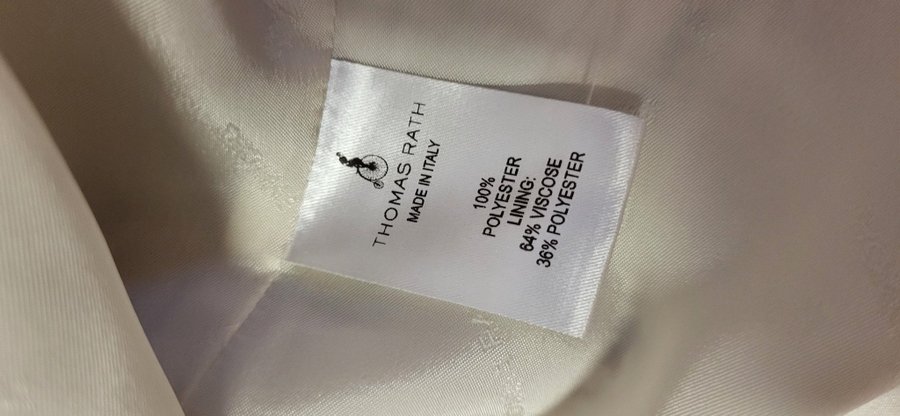 THOMAS RATH
MADE IN ITALY
100%
POLYESTER
LINING:
64% VISCOSE
36% POLYESTER